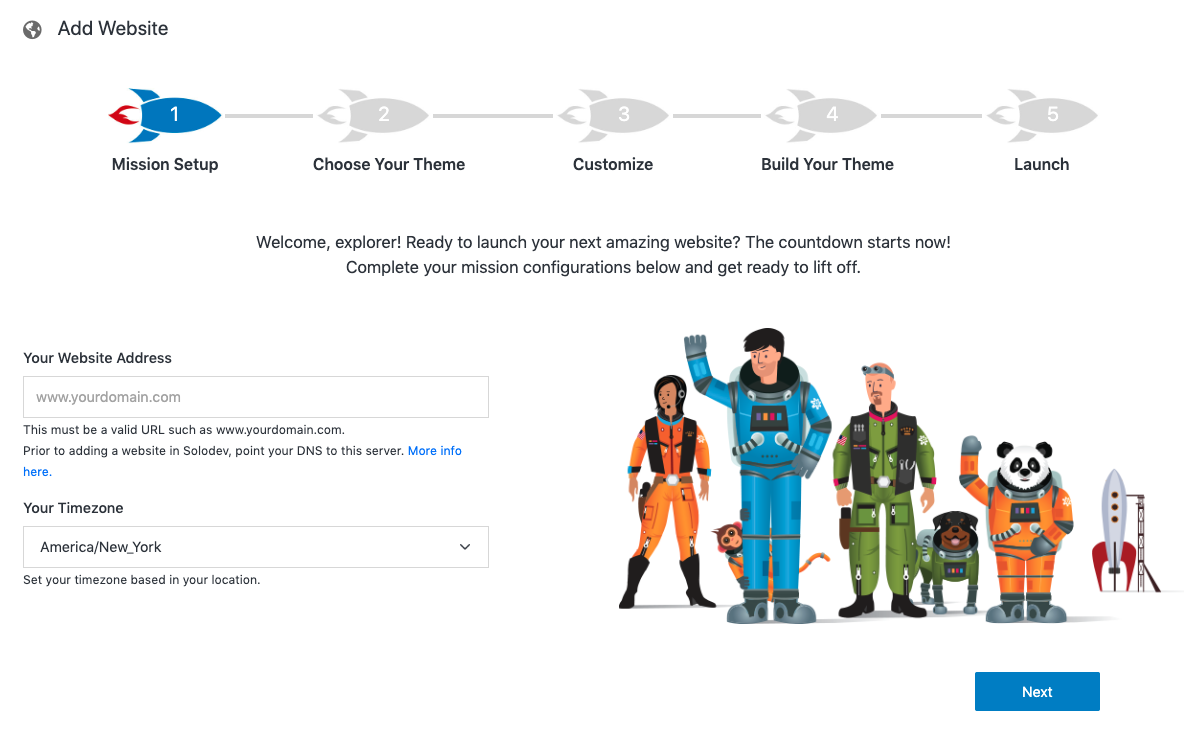 Add Website
1
2
3
4
5
Mission Setup
Choose Your Theme
Customize
Build Your Theme
Launch
Welcome, explorer! Ready to launch your next amazing website? The countdown starts now!
Complete your mission configurations below and get ready to lift off.
Your Website Address
www.yourdomain.com
This must be a valid URL such as www.yourdomain.com.
Prior to adding a website in Solodev, point your DNS to this server. More info
here.
Your Timezone
America/New_York
Set your timezone based in your location.
Next